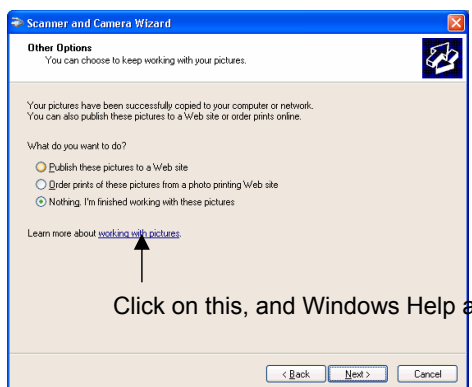 Scanner and Camera Wizard
Other Options
You can choose to keep working with your pictures.
Your pictures have been successfully copied to your computer or network.
You can also publish these pictures to a Web site or order prints online.
What do you want to do?
Publish these pictures to a Web site
Order prints of these pictures from a photo printing Web site
Nothing. I'm finished working with these pictures
Learn more about working with pictures.
Click on this, and Windows Help a
< Back Next > Cancel